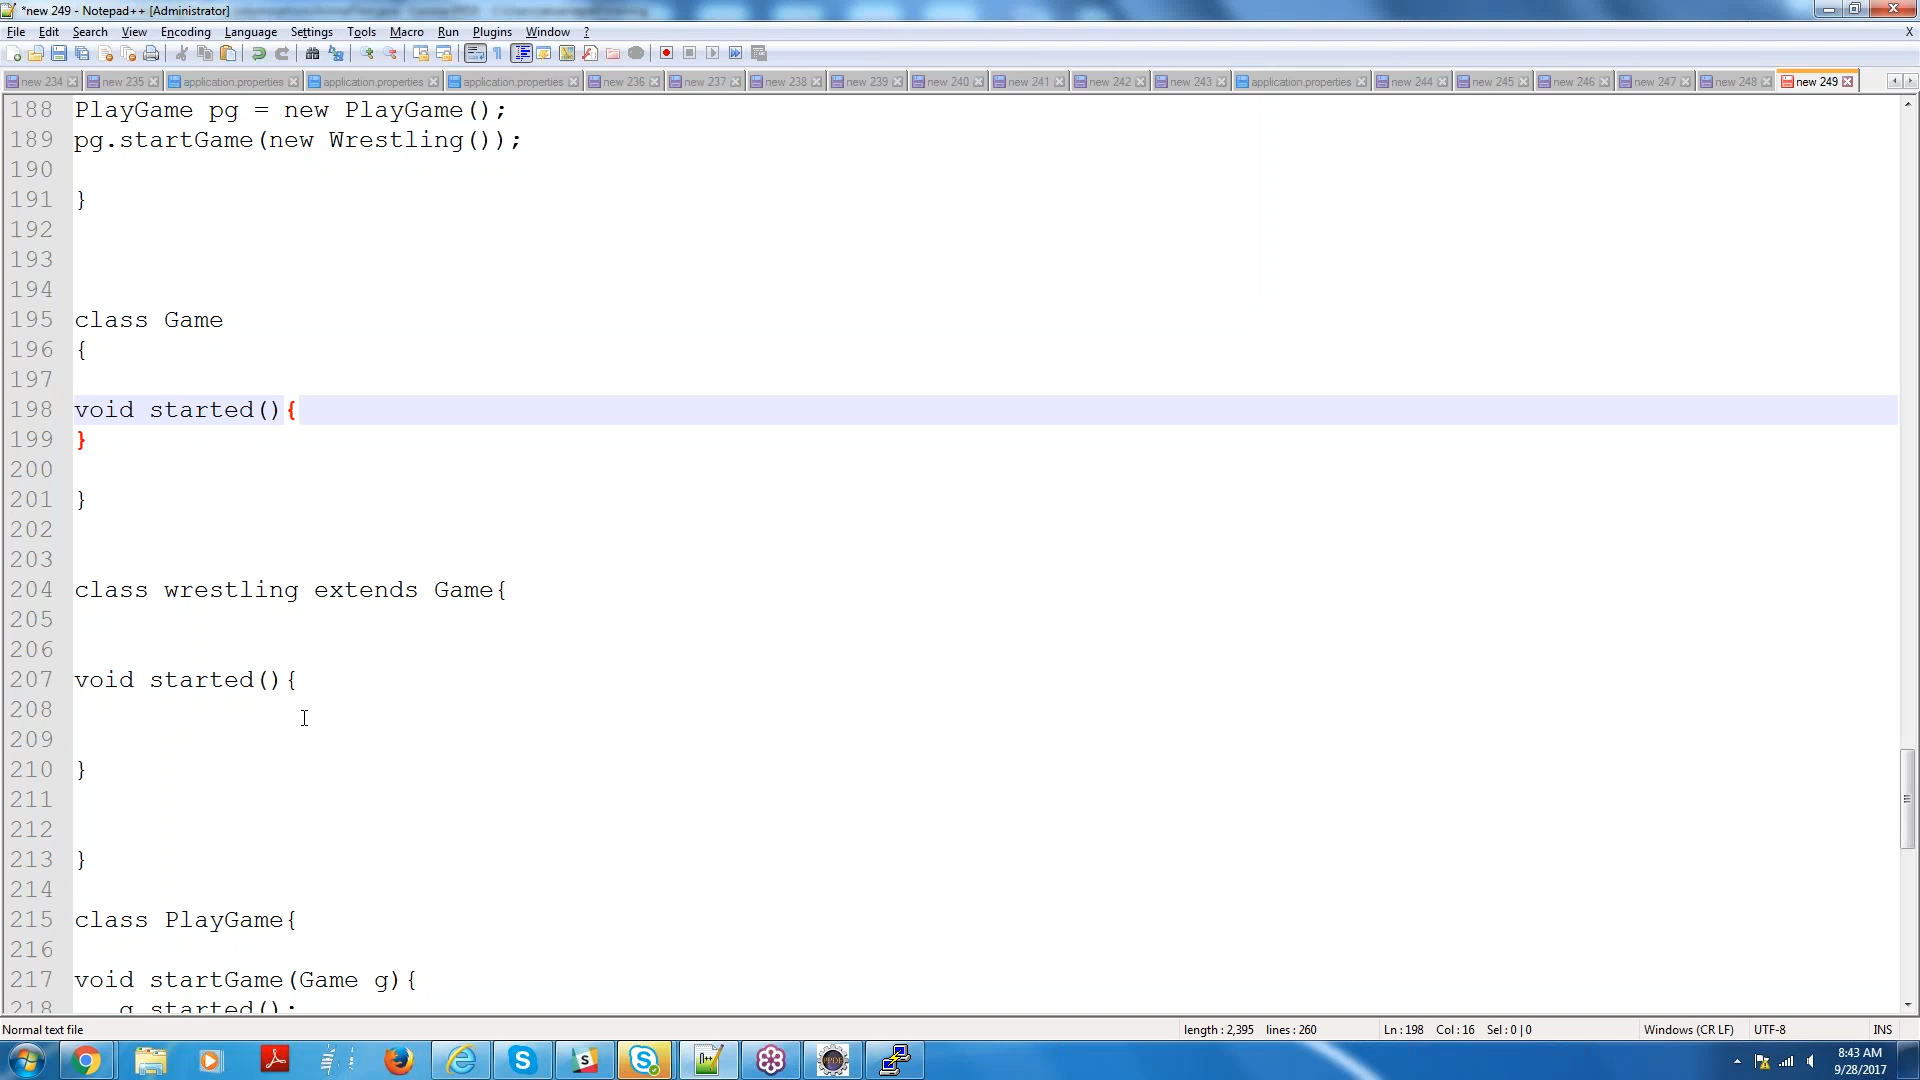 *new 249 - Notepad++ [Administrator]
File Edit Search View Encoding Language Settings Tools Macro Run Plugins Window ? X
new 234 new 235 application.properties application.properties application.properties new 236 new 237 new 238 new 239 new 240 new 241 new 242 new 243 application.properties new 244 new 245 new 246 new 247 new 248 new 249
188 PlayGame pg = new PlayGame();
189 pg.startGame(new Wrestling());
190
191 }
192
193
194
195 class Game
196 {
197
198 void started(){
199 }
200
201 }
202
203
204 class wrestling extends Game{
205
206
207 void started(){
208
209
210 }
211
212
213 }
214
215 class PlayGame{
216
217 void startGame(Game g){
218 g.started();
Normal text file length : 2,395 lines : 260 Ln : 198 Col : 16 Sel : 0 | 0 Windows (CR LF) UTF-8 INS
8:43 AM
9/28/2017